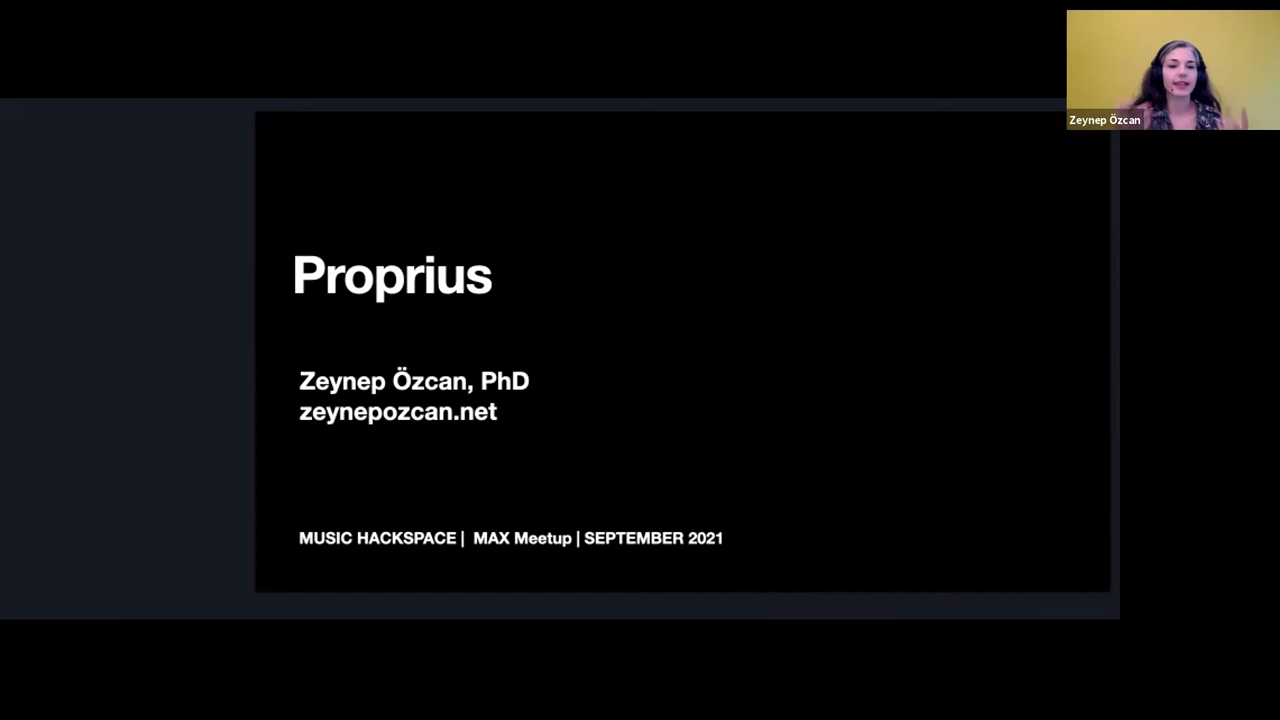 Zeynep Özcan
Proprius
Zeynep Özcan, PhD
zeynepozcan.net
MUSIC HACKSPACE | MAX Meetup | SEPTEMBER 2021